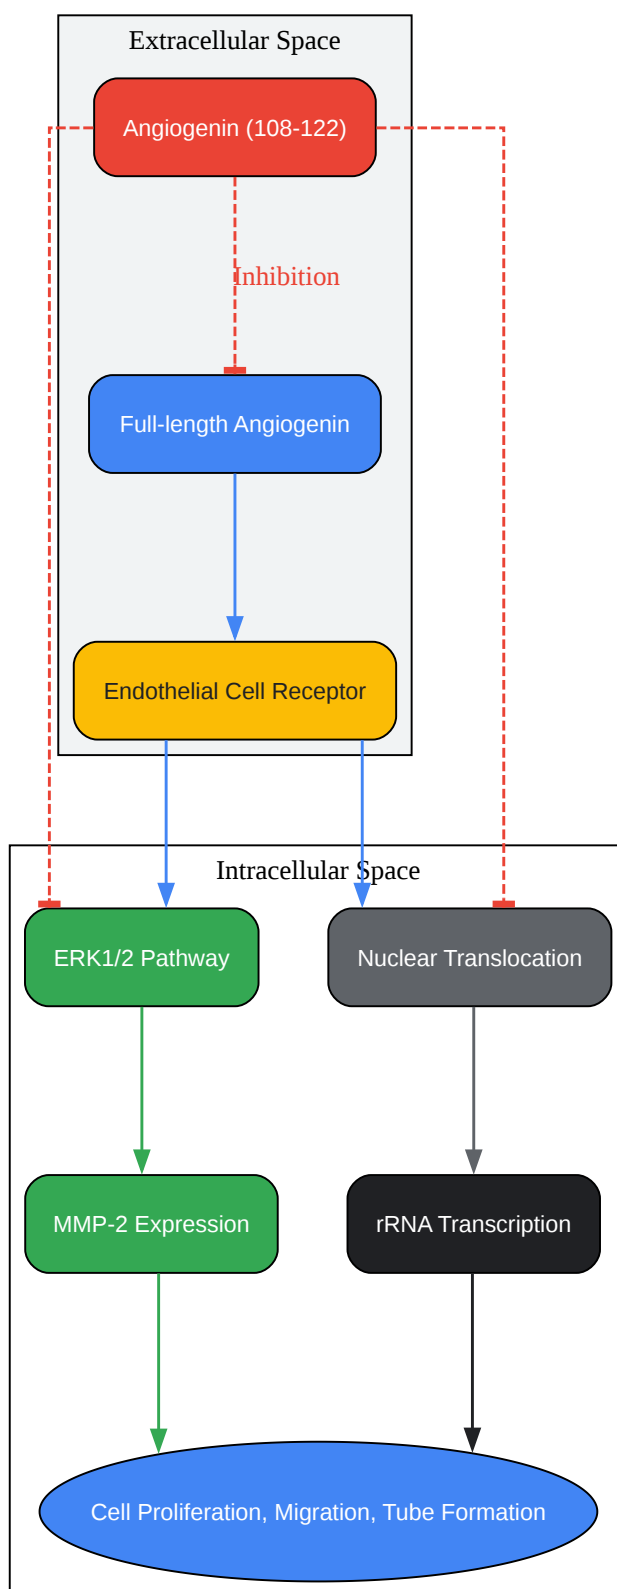 Extracellular Space
Angiogenin (108-122)
Inhibition
Full-length Angiogenin
Endothelial Cell Receptor
Intracellular Space
ERK1/2 Pathway
Nuclear Translocation
MMP-2 Expression
rRNA Transcription
Cell Proliferation, Migration, Tube Formation